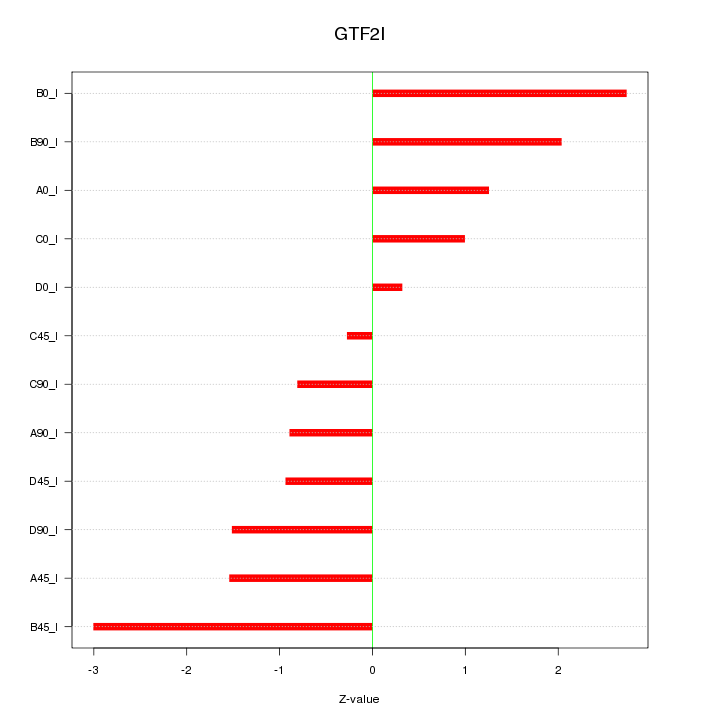 GTF2I
B0_I
B90_I
A0_I
C0_I
D0_I
C45_I
C90_I
A90_I
D45_I
D90_I
A45_I
B45_I
-3 -2 -1 0 1 2
Z-value